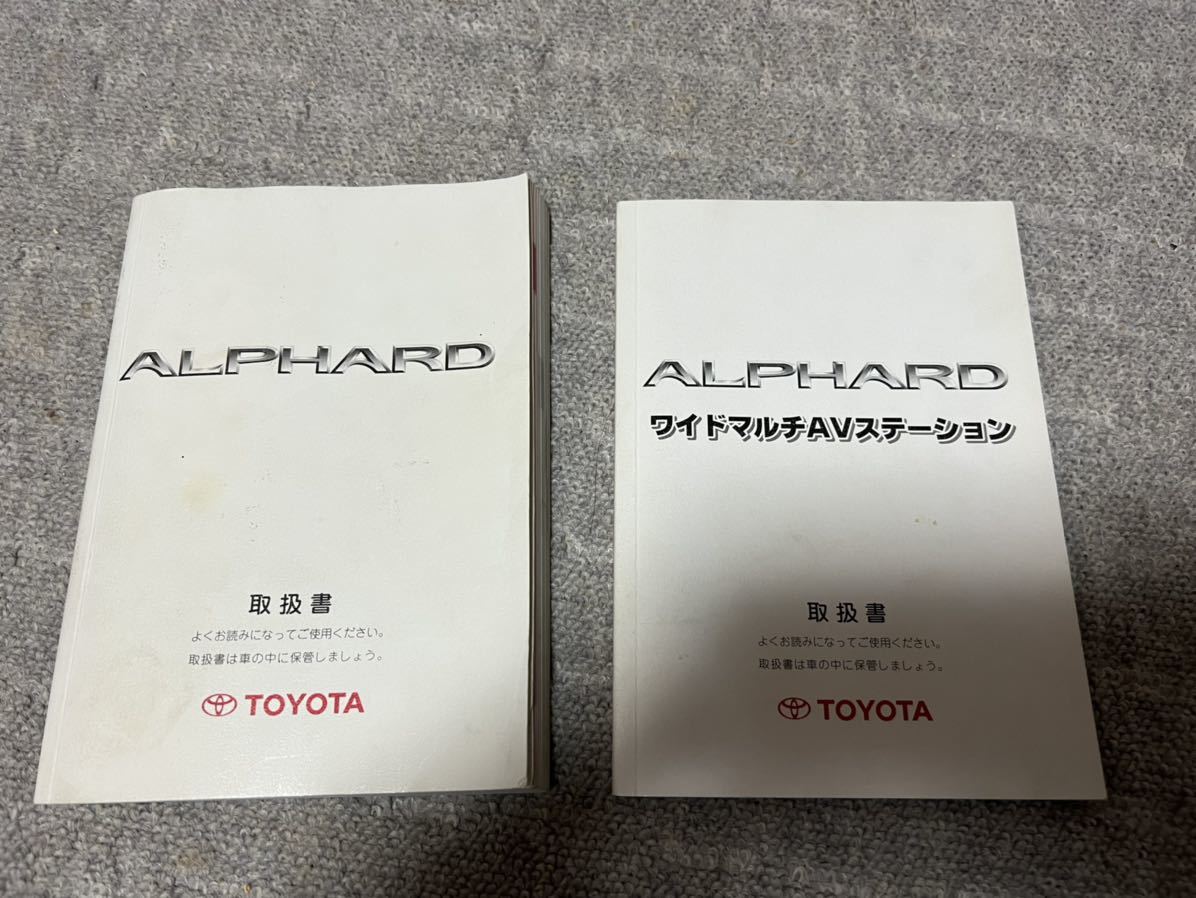 ALPHARD
取扱書
よくお読みになってご使用ください。
取扱書は車の中に保管しましょう。
TOYOTA
ALPHARD
ワイドマルチAVステーション
取扱書
よくお読みになってご使用ください。
取扱書は車の中に保管しましょう。
TOYOTA